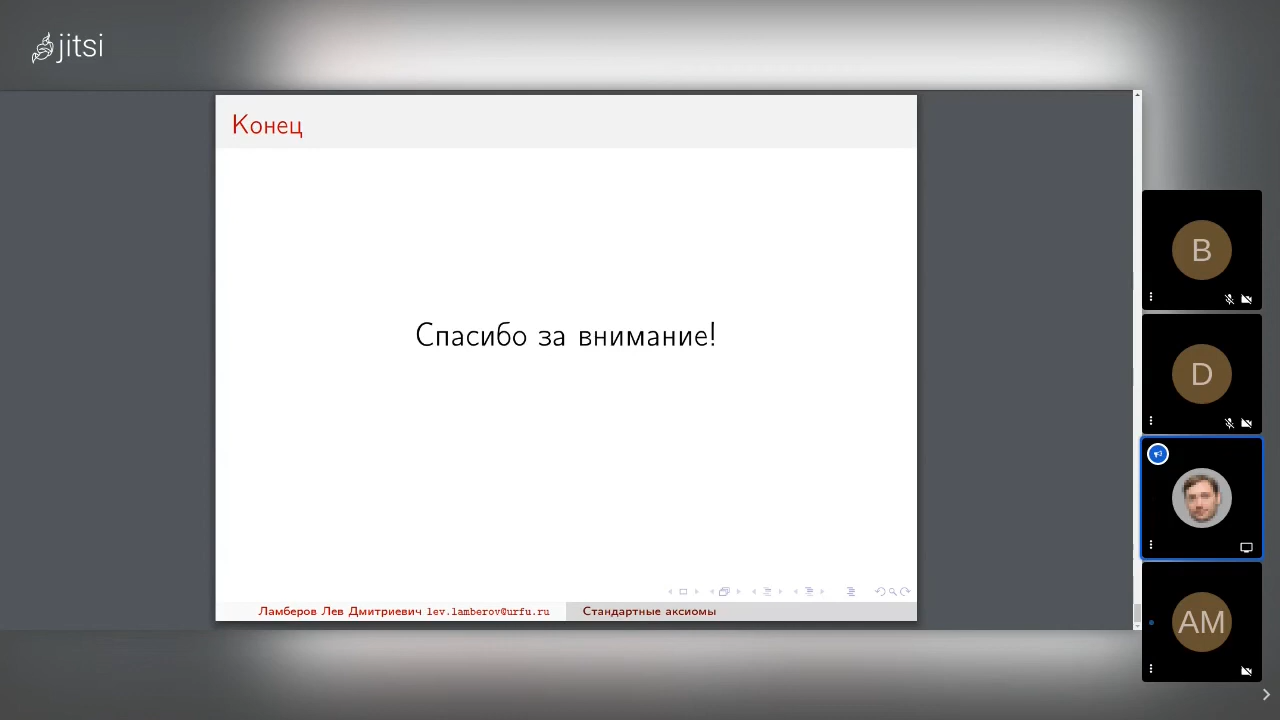 jitsi
Конец
Спасибо за внимание!
Ламберов Лев Дмитриевич lev.lamberov@urfu.ru
Стандартные аксиомы
B
D
AM